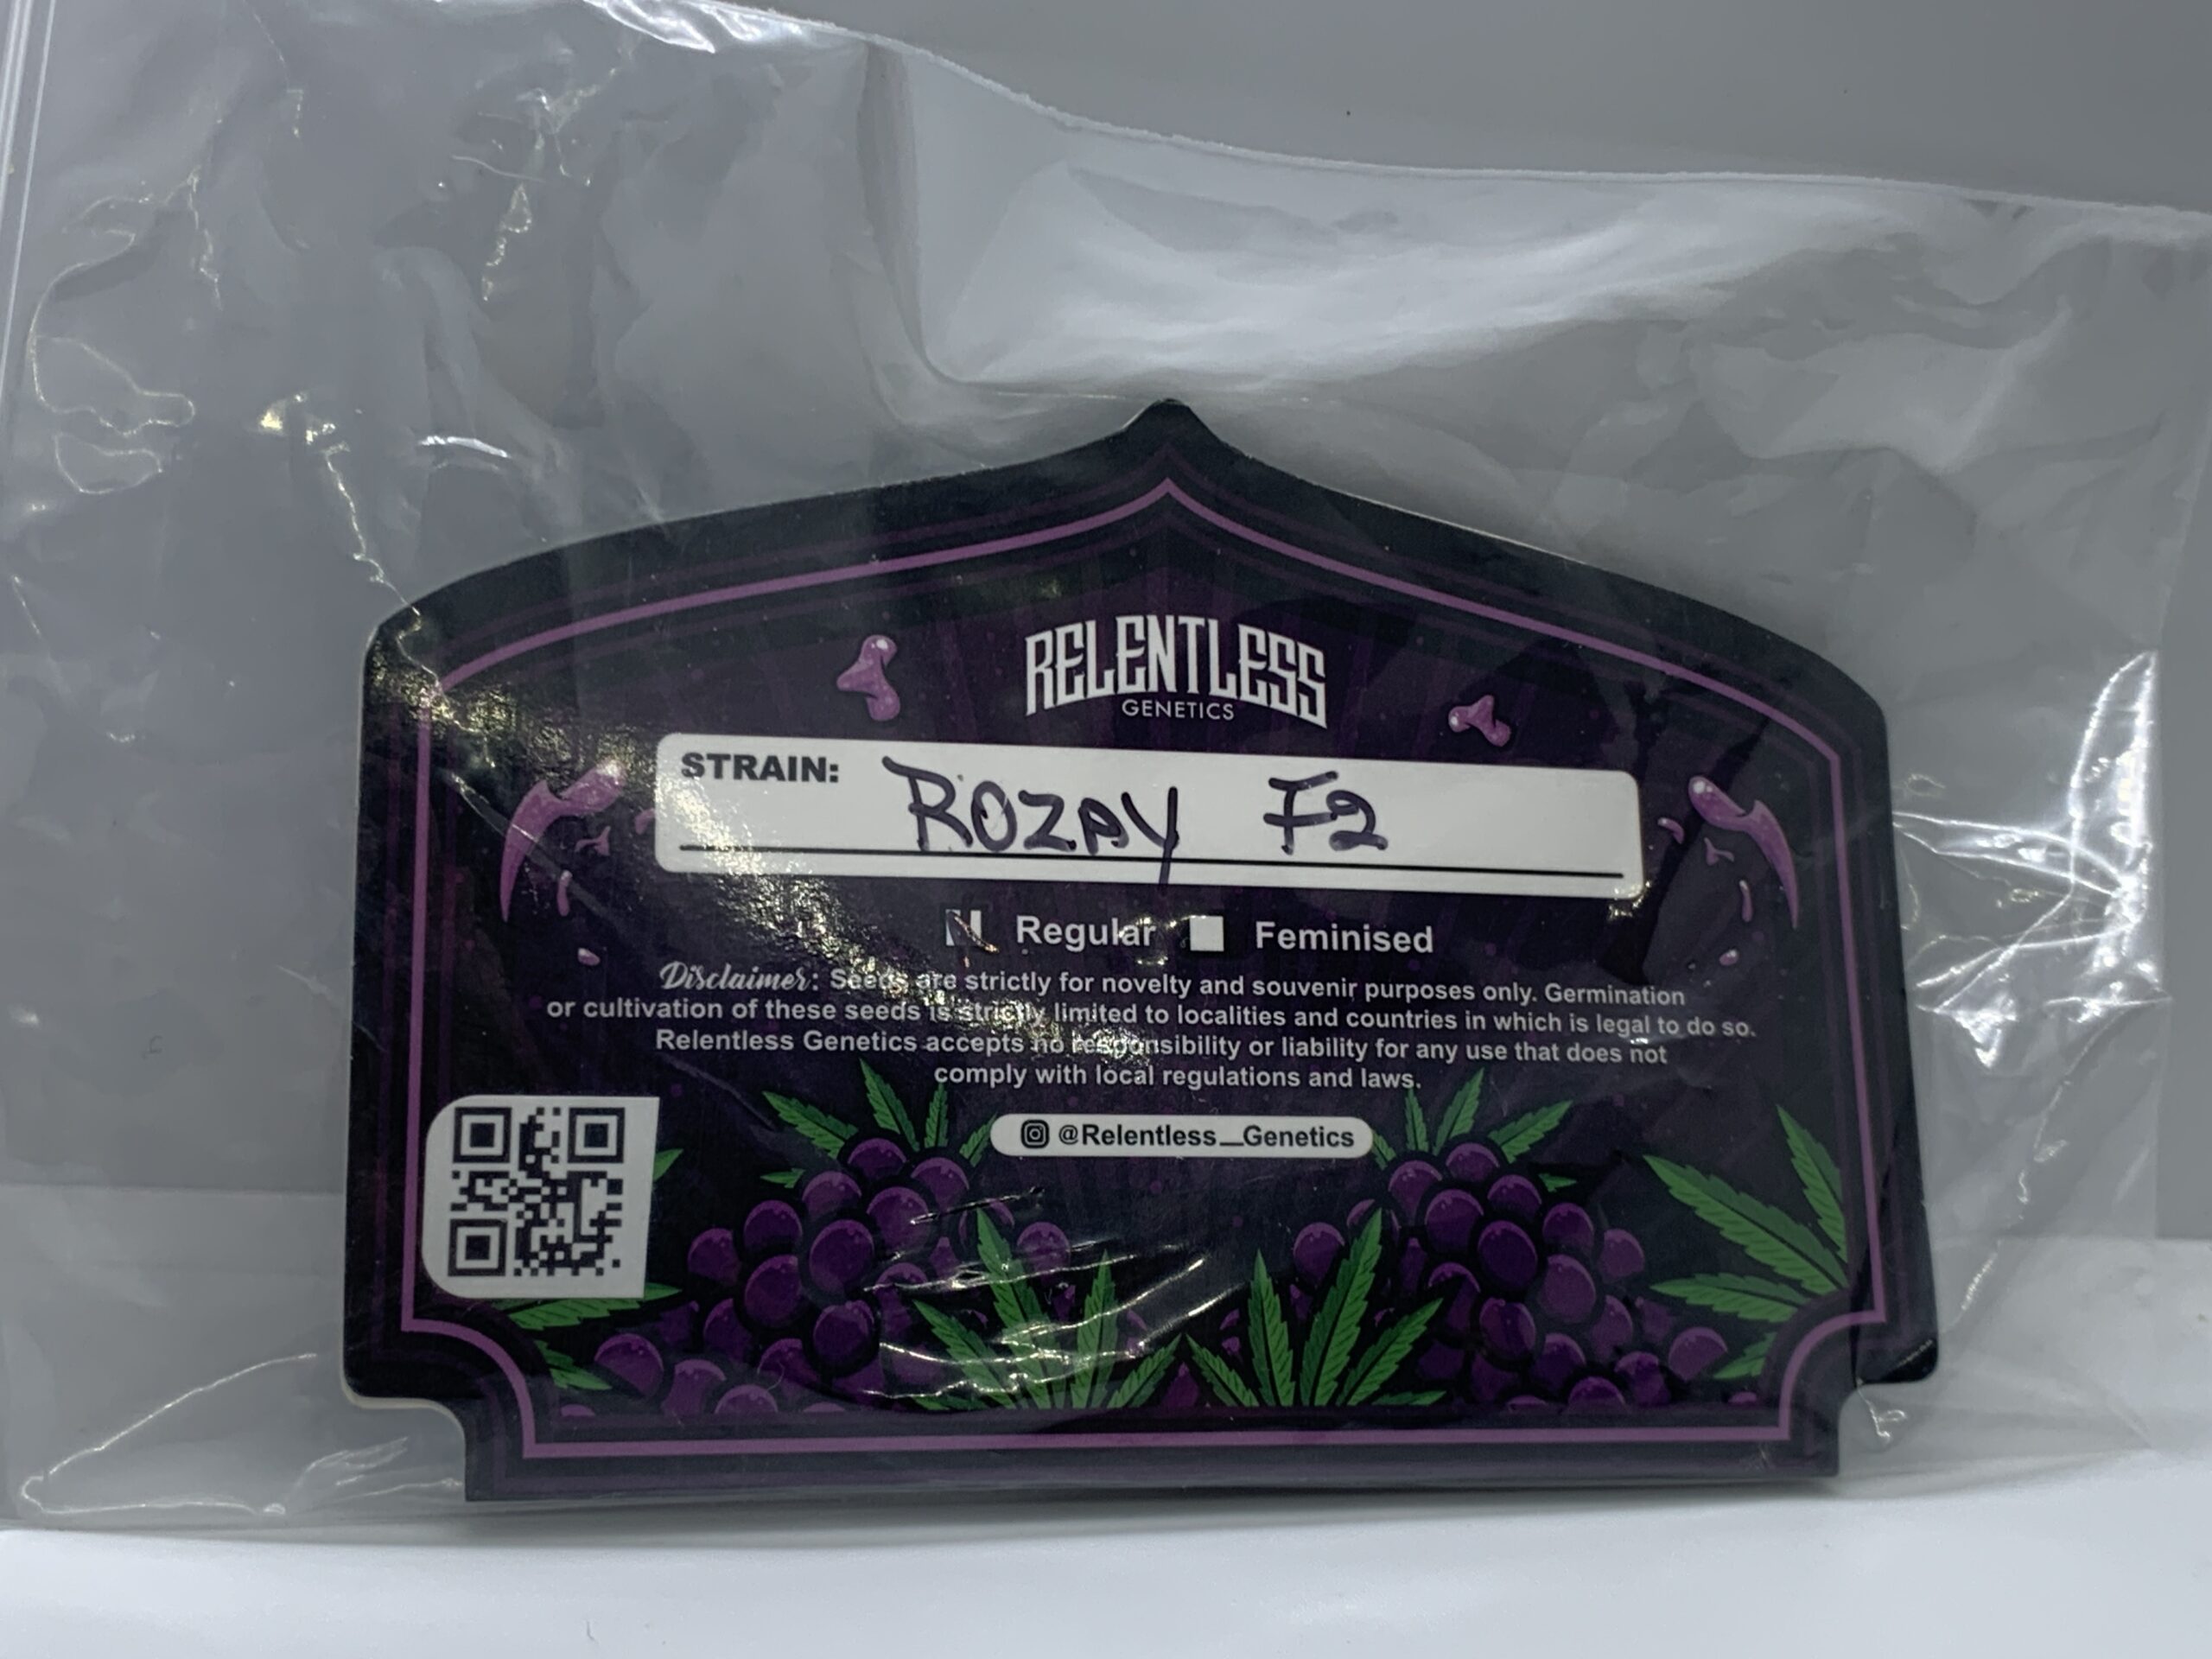 RELENTLESS
GENETICS
STRAIN: ROZAY F2
Regular Feminised
Disclaimer: Seeds are strictly for novelty and souvenir purposes only. Germination
or cultivation of these seeds is strictly limited to localities and countries in which is legal to do so.
Relentless Genetics accepts no responsibility or liability for any use that does not
comply with local regulations and laws.
@Relentless__Genetics